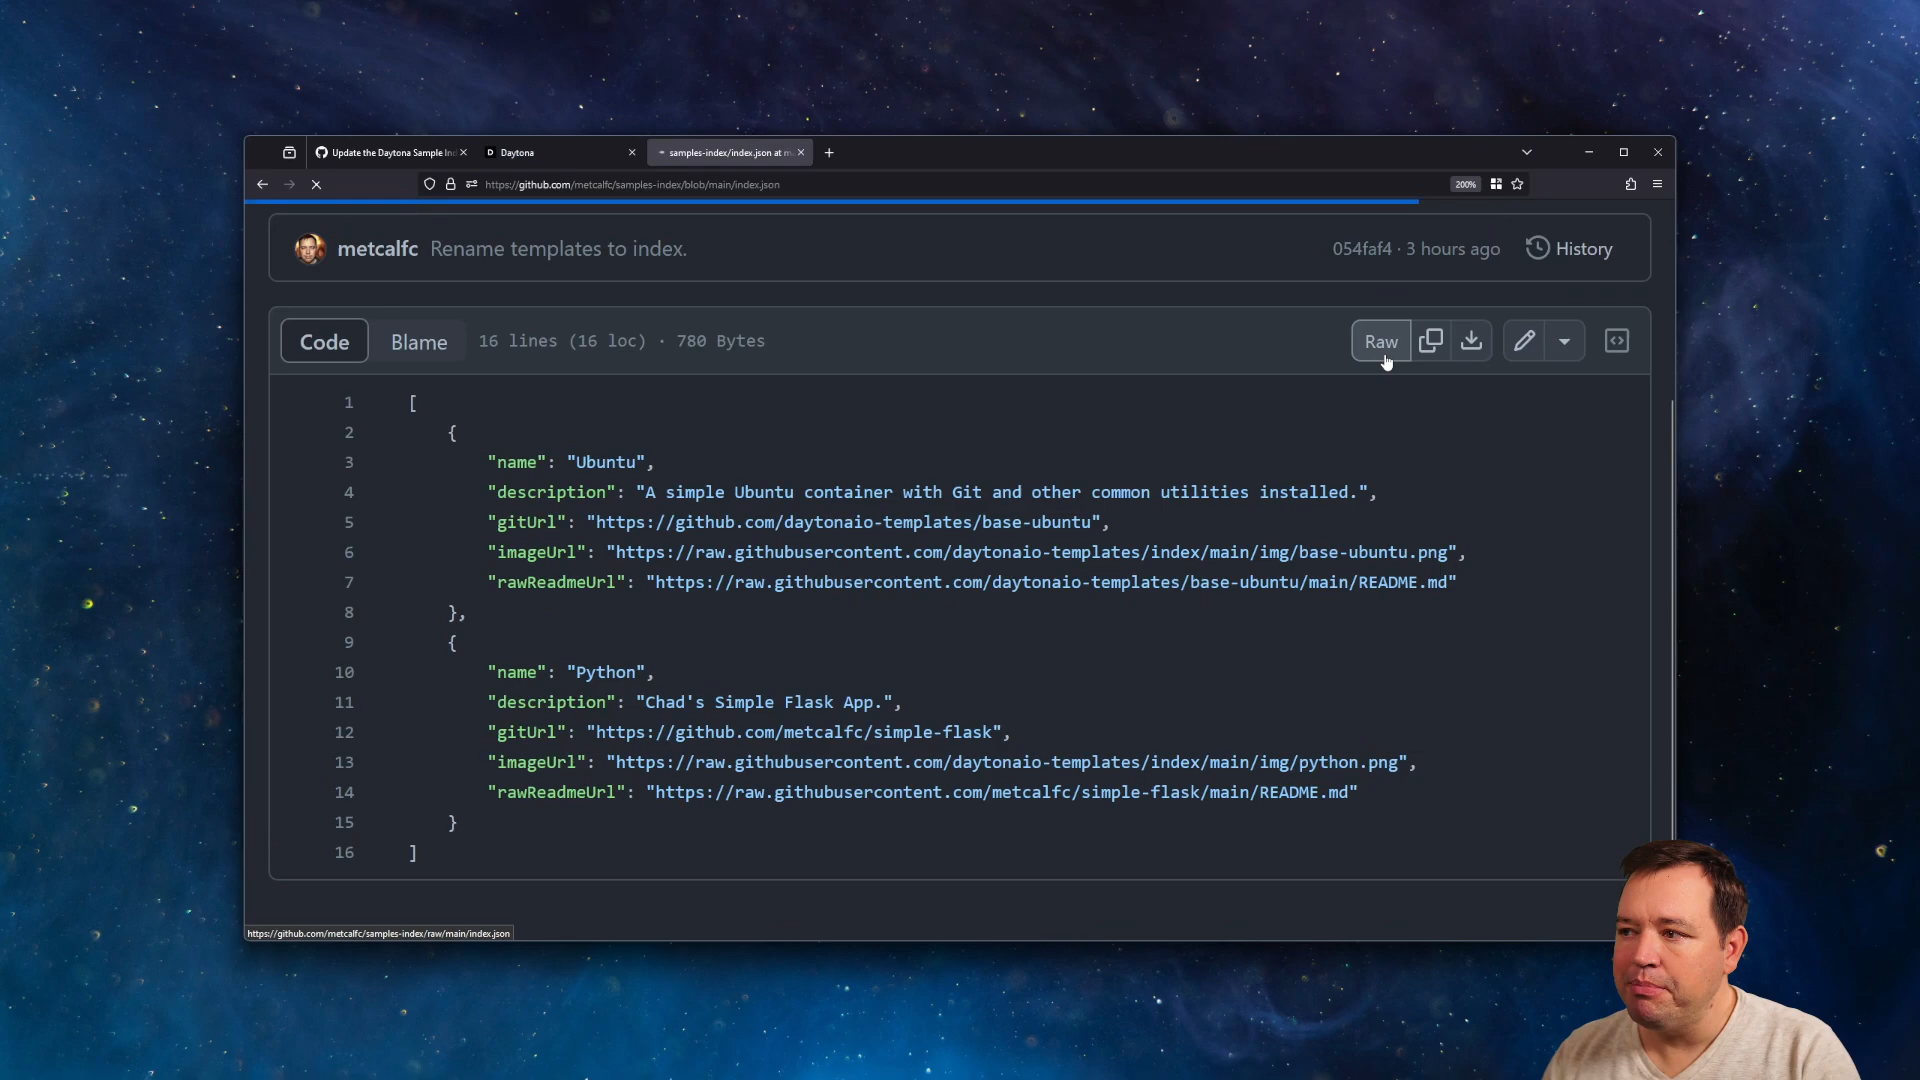 Update the Daytona Sample Ind
Daytona
samples-index/index.json at m
https://github.com/metcalfc/samples-index/blob/main/index.json
200%
metcalfc Rename templates to index.
054faf4 · 3 hours ago
History
Code
Blame
16 lines (16 loc) · 780 Bytes
Raw
1 [
2 {
3 "name": "Ubuntu",
4 "description": "A simple Ubuntu container with Git and other common utilities installed.",
5 "gitUrl": "https://github.com/daytonaio-templates/base-ubuntu",
6 "imageUrl": "https://raw.githubusercontent.com/daytonaio-templates/index/main/img/base-ubuntu.png",
7 "rawReadmeUrl": "https://raw.githubusercontent.com/daytonaio-templates/base-ubuntu/main/README.md"
8 },
9 {
10 "name": "Python",
11 "description": "Chad's Simple Flask App.",
12 "gitUrl": "https://github.com/metcalfc/simple-flask",
13 "imageUrl": "https://raw.githubusercontent.com/daytonaio-templates/index/main/img/python.png",
14 "rawReadmeUrl": "https://raw.githubusercontent.com/metcalfc/simple-flask/main/README.md"
15 }
16 ]
https://github.com/metcalfc/samples-index/raw/main/index.json